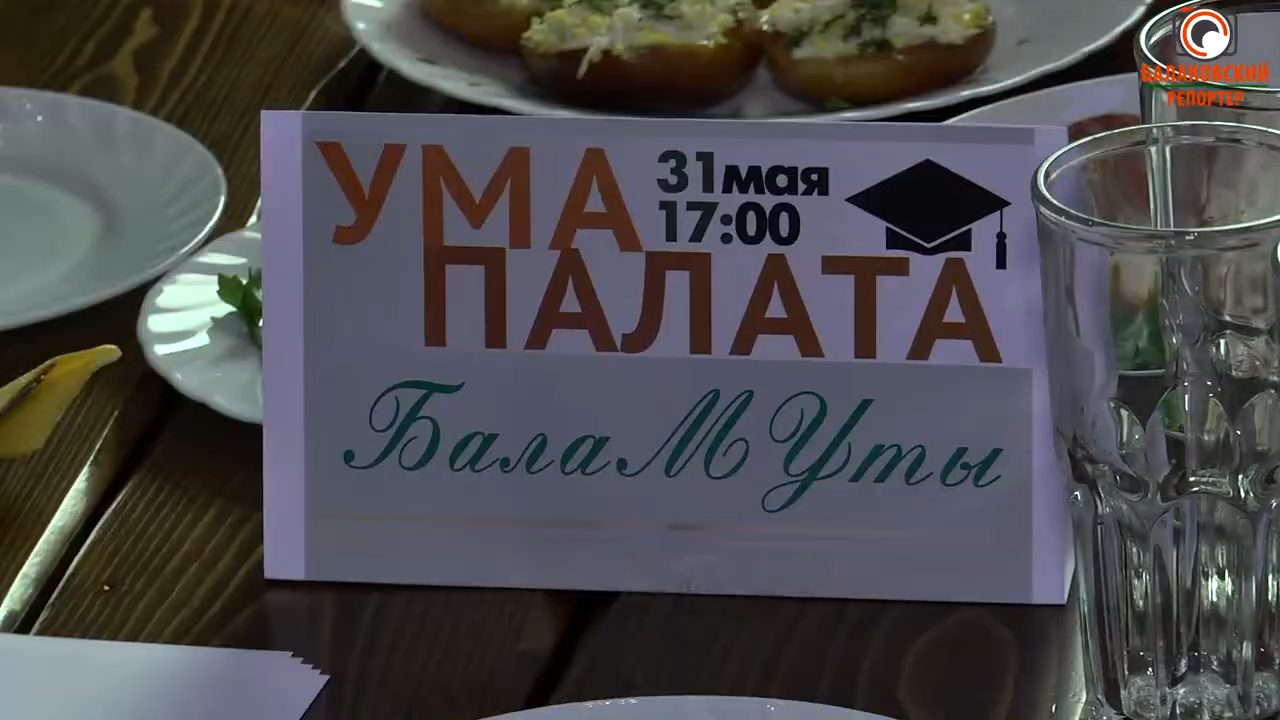 БАЛАКОВСКИЙ
РЕПОРТЕР
УМА
31мая
17:00
ПАЛАТА
БалаМУты